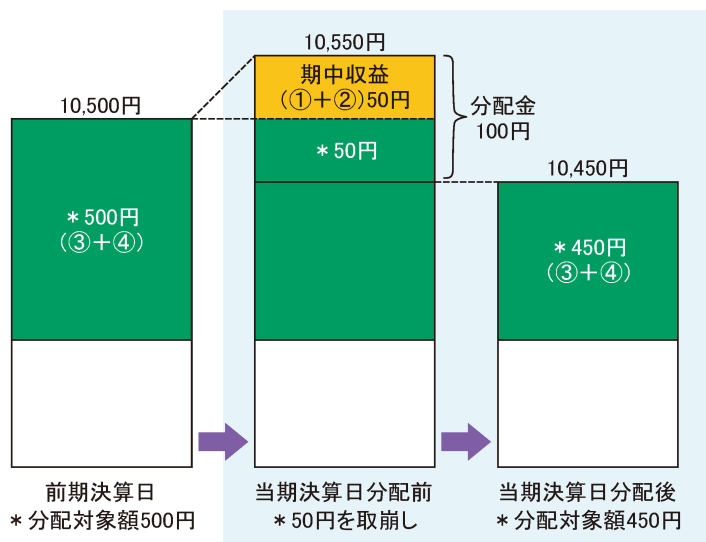 10,500円
＊500円
(③＋④)
前期決算日
＊分配対象額500円
10,550円
期中収益
(①＋②)50円
＊50円
分配金
100円
当期決算日分配前
＊50円を取崩し
10,450円
＊450円
(③＋④)
当期決算日分配後
＊分配対象額450円